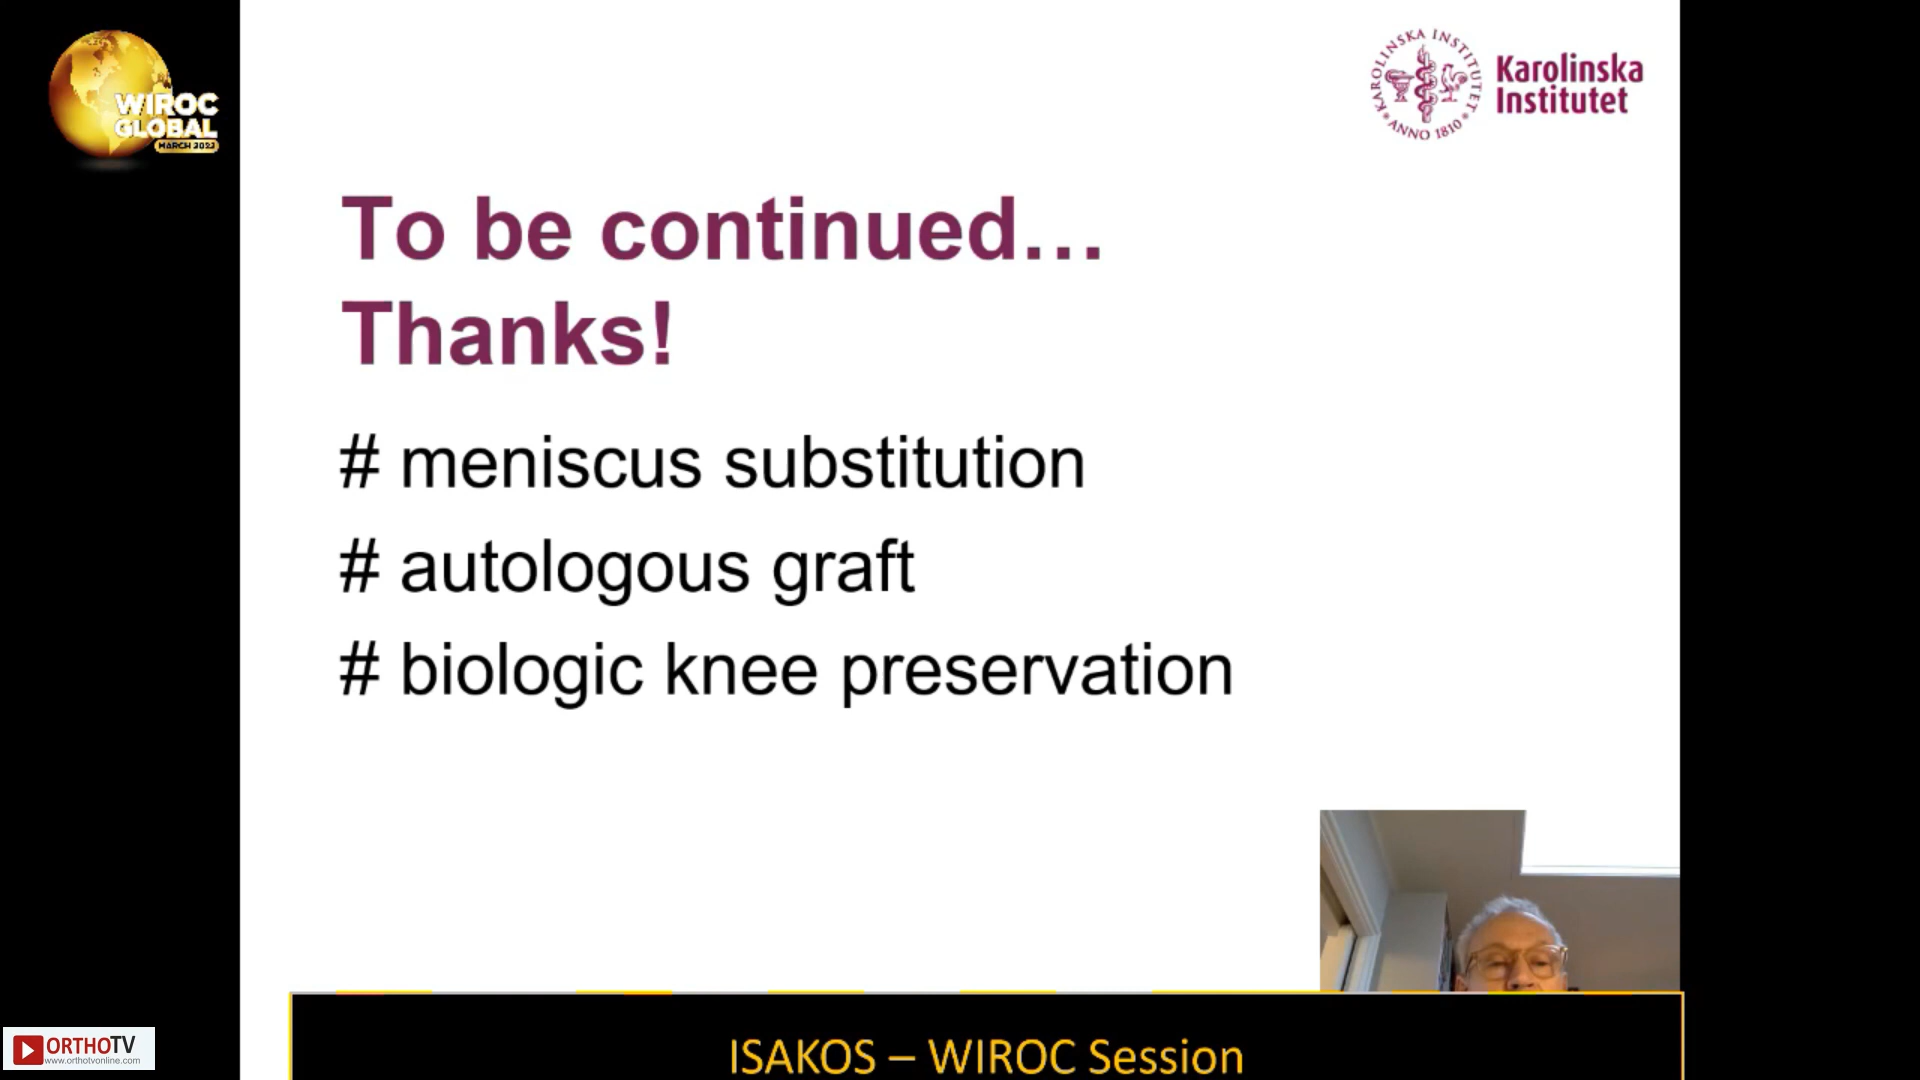 WIROC
GLOBAL
MARCH 2022
KAROLINSKA INSTITUTET
ANNO 1810
Karolinska
Institutet
To be continued...
Thanks!
# meniscus substitution
# autologous graft
# biologic knee preservation
ORTHOTV
www.orthotvonline.com
ISAKOS – WIROC Session